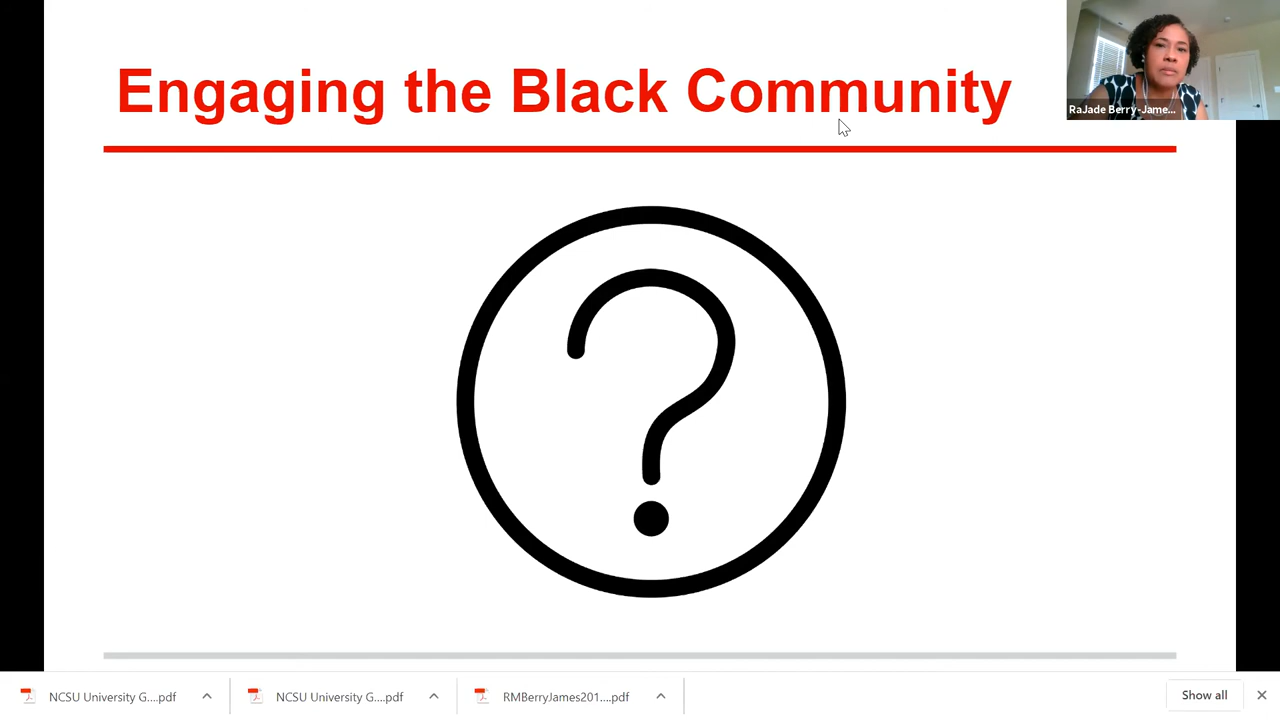 Engaging the Black Community
RaJade Berry-Jame...
?
NCSU University G....pdf
NCSU University G....pdf
RMBerryJames201....pdf
Show all